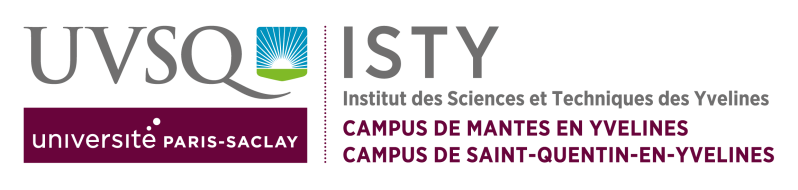 UVSQ
université PARIS-SACLAY
ISTY
Institut des Sciences et Techniques des Yvelines
CAMPUS DE MANTES EN YVELINES
CAMPUS DE SAINT-QUENTIN-EN-YVELINES